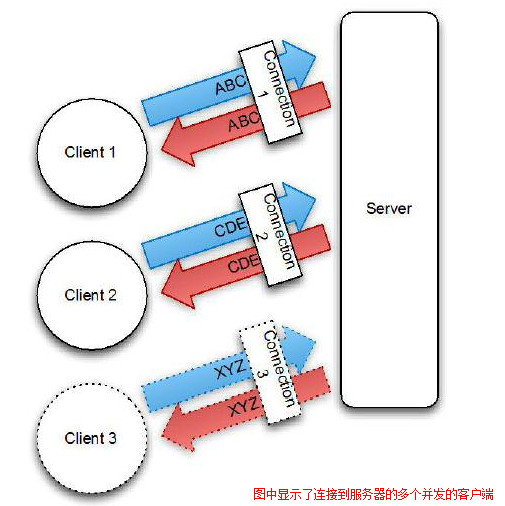 Client 1
ABC
ABC
Connection
1
Server
Client 2
CDE
CDE
Connection
2
Client 3
XYZ
XYZ
Connection
3
图中显示了连接到服务器的多个并发的客户端